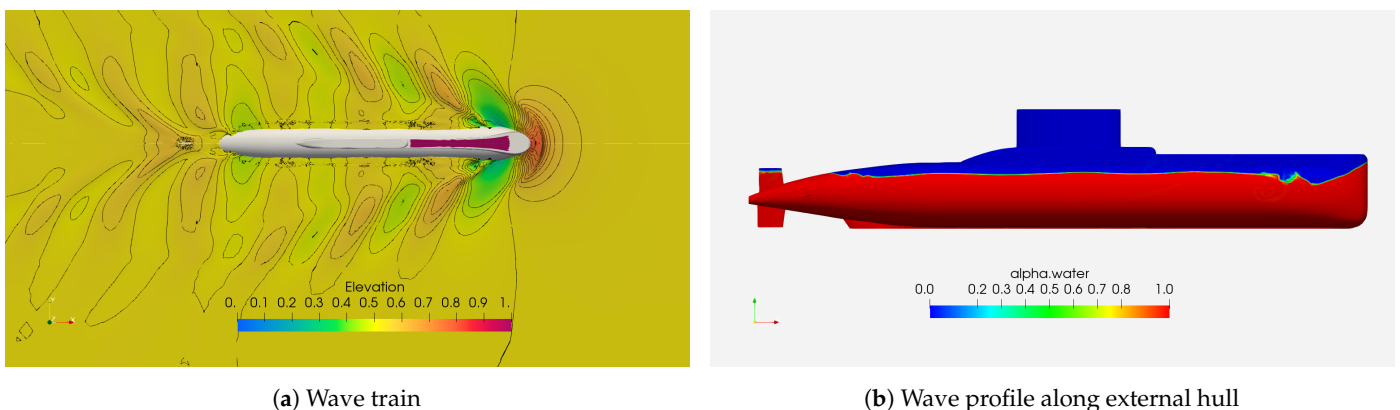 Elevation
0. 0.1 0.2 0.3 0.4 0.5 0.6 0.7 0.8 0.9 1.
alpha.water
0.0 0.2 0.3 0.4 0.5 0.6 0.7 0.8 1.0
(a) Wave train
(b) Wave profile along external hull